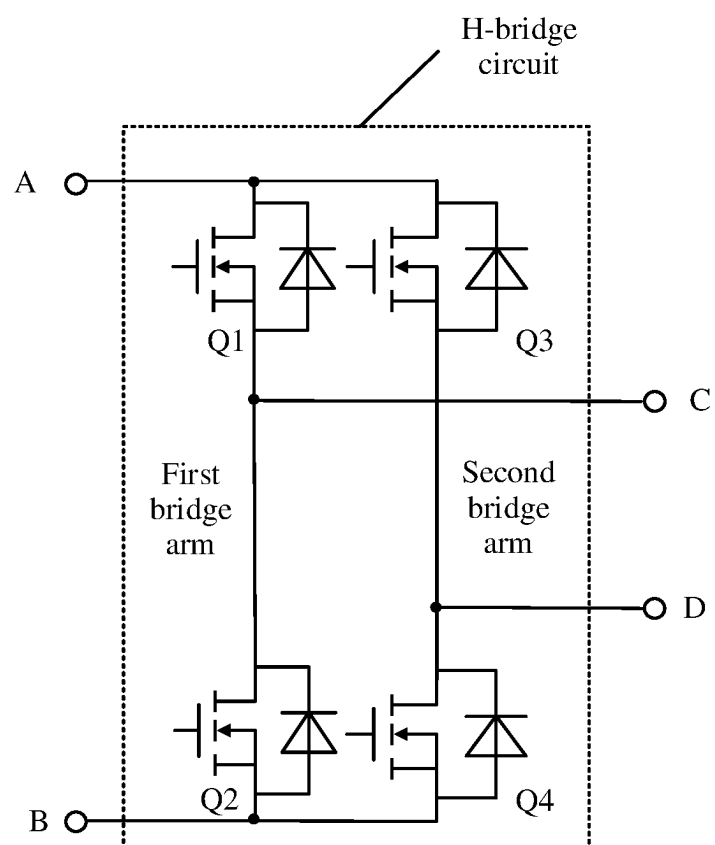 H-bridge
circuit
A
Q1
Q3
C
First
bridge
arm
Second
bridge
arm
D
Q2
Q4
B